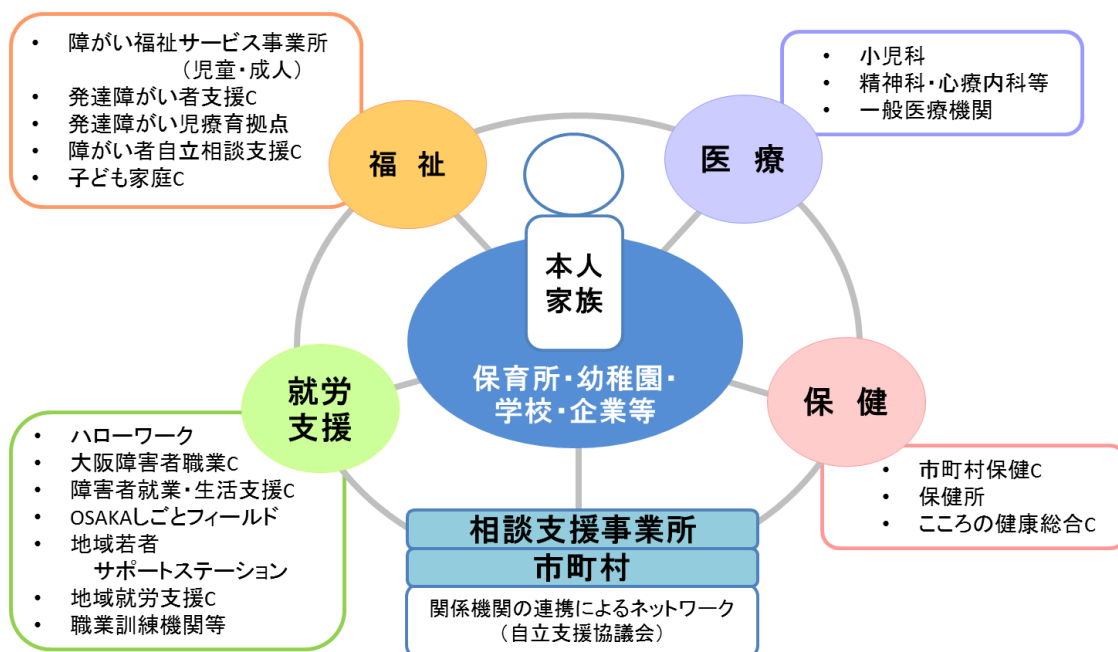 • 障がい福祉サービス事業所
（児童・成人）
• 発達障がい者支援C
• 発達障がい児療育拠点
• 障がい者自立相談支援C
• 子ども家庭C
福 祉
• 小児科
• 精神科・心療内科等
• 一般医療機関
医 療
本人
家族
保育所・幼稚園・
学校・企業等
就労
支援
• ハローワーク
• 大阪障害者職業C
• 障害者就業・生活支援C
• OSAKAしごとフィールド
• 地域若者
サポートステーション
• 地域就労支援C
• 職業訓練機関等
保 健
• 市町村保健C
• 保健所
• こころの健康総合C
相談支援事業所
市町村
関係機関の連携によるネットワーク
（自立支援協議会）